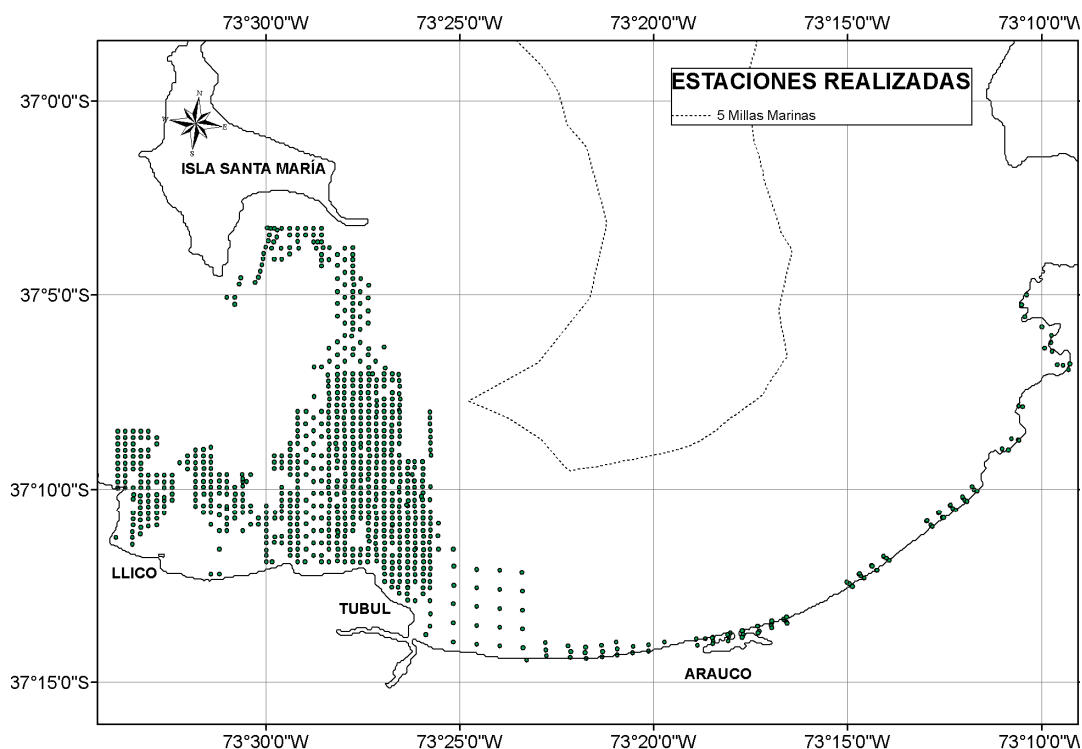 73°30'0"W 73°25'0"W 73°20'0"W 73°15'0"W 73°10'0"W
ESTACIONES REALIZADAS
5 Millas Marinas
37°0'0"S
N
W E
S
ISLA SANTA MARÍA
37°5'0"S
37°10'0"S
LLICO
TUBUL
ARAUCO
37°15'0"S
73°30'0"W 73°25'0"W 73°20'0"W 73°15'0"W 73°10'0"W